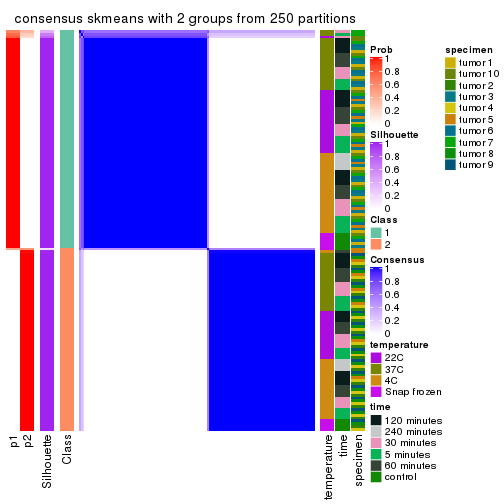 consensus skmeans with 2 groups from 250 partitions
Prob
1
0.8
0.6
0.4
0.2
0
Silhouette
1
0.8
0.6
0.4
0.2
0
Class
1
2
Consensus
1
0.8
0.6
0.4
0.2
0
temperature
22C
37C
4C
Snap frozen
time
120 minutes
240 minutes
30 minutes
5 minutes
60 minutes
control
specimen
tumor 1
tumor 10
tumor 2
tumor 3
tumor 4
tumor 5
tumor 6
tumor 7
tumor 8
tumor 9
p1
p2
Silhouette
Class
temperature
time
specimen